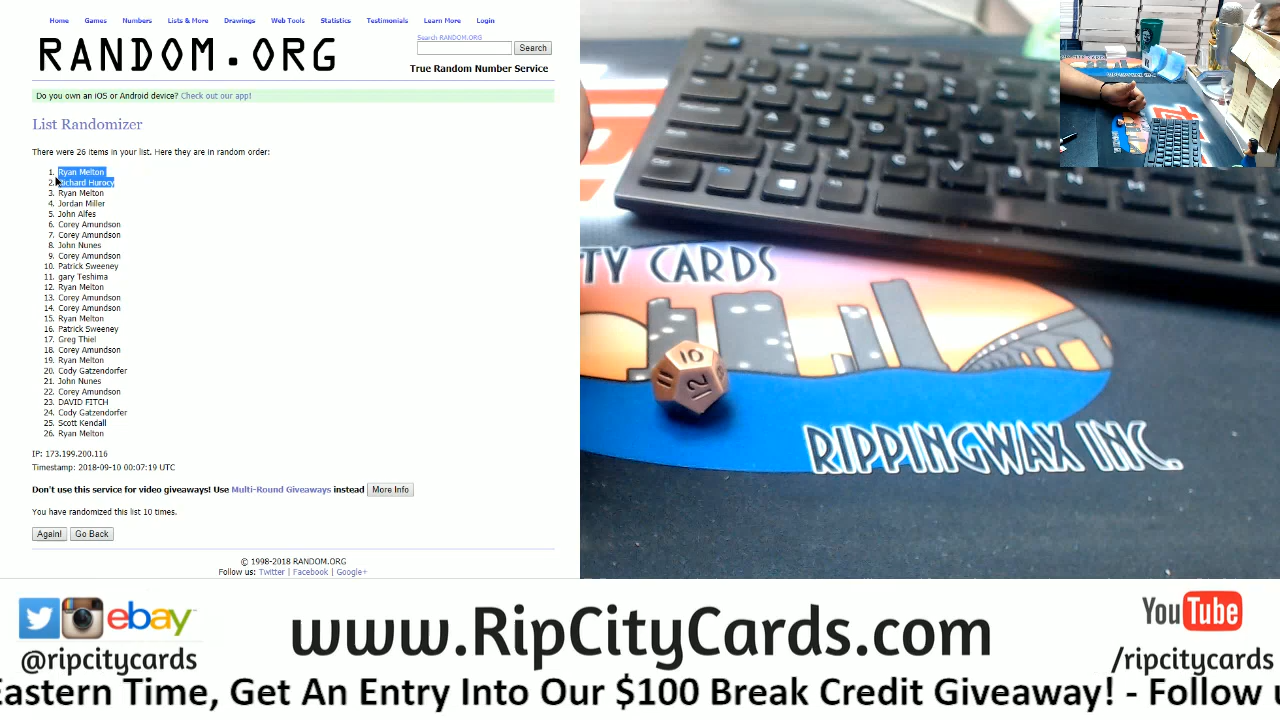 Home Games Numbers Lists & More Drawings Web Tools Statistics Testimonials Learn More Login
RANDOM.ORG
Search RANDOM.ORG
Search
True Random Number Service
Do you own an iOS or Android device? Check out our app!
List Randomizer
There were 26 items in your list. Here they are in random order:
1. Ryan Melton
2. Richard Hurocy
3. Ryan Melton
4. Jordan Miller
5. John Alfes
6. Corey Amundson
7. Corey Amundson
8. John Nunes
9. Corey Amundson
10. Patrick Sweeney
11. gary Teshima
12. Ryan Melton
13. Corey Amundson
14. Corey Amundson
15. Ryan Melton
16. Patrick Sweeney
17. Greg Thiel
18. Corey Amundson
19. Ryan Melton
20. Cody Gatzendorfer
21. John Nunes
22. Corey Amundson
23. DAVID FITCH
24. Cody Gatzendorfer
25. Scott Kendall
26. Ryan Melton
IP: 173.199.200.116
Timestamp: 2018-09-10 00:07:19 UTC
Don't use this service for video giveaways! Use Multi-Round Giveaways instead More Info
You have randomized this list 10 times.
Again! Go Back
© 1998-2018 RANDOM.ORG
Follow us: Twitter | Facebook | Google+
TY CARDS
10
11
12
RIPPINGWAX INC.
ebay
@ripcitycards
www.RipCityCards.com
YouTube
/ripcitycards
Eastern Time, Get An Entry Into Our $100 Break Credit Giveaway! - Follow u